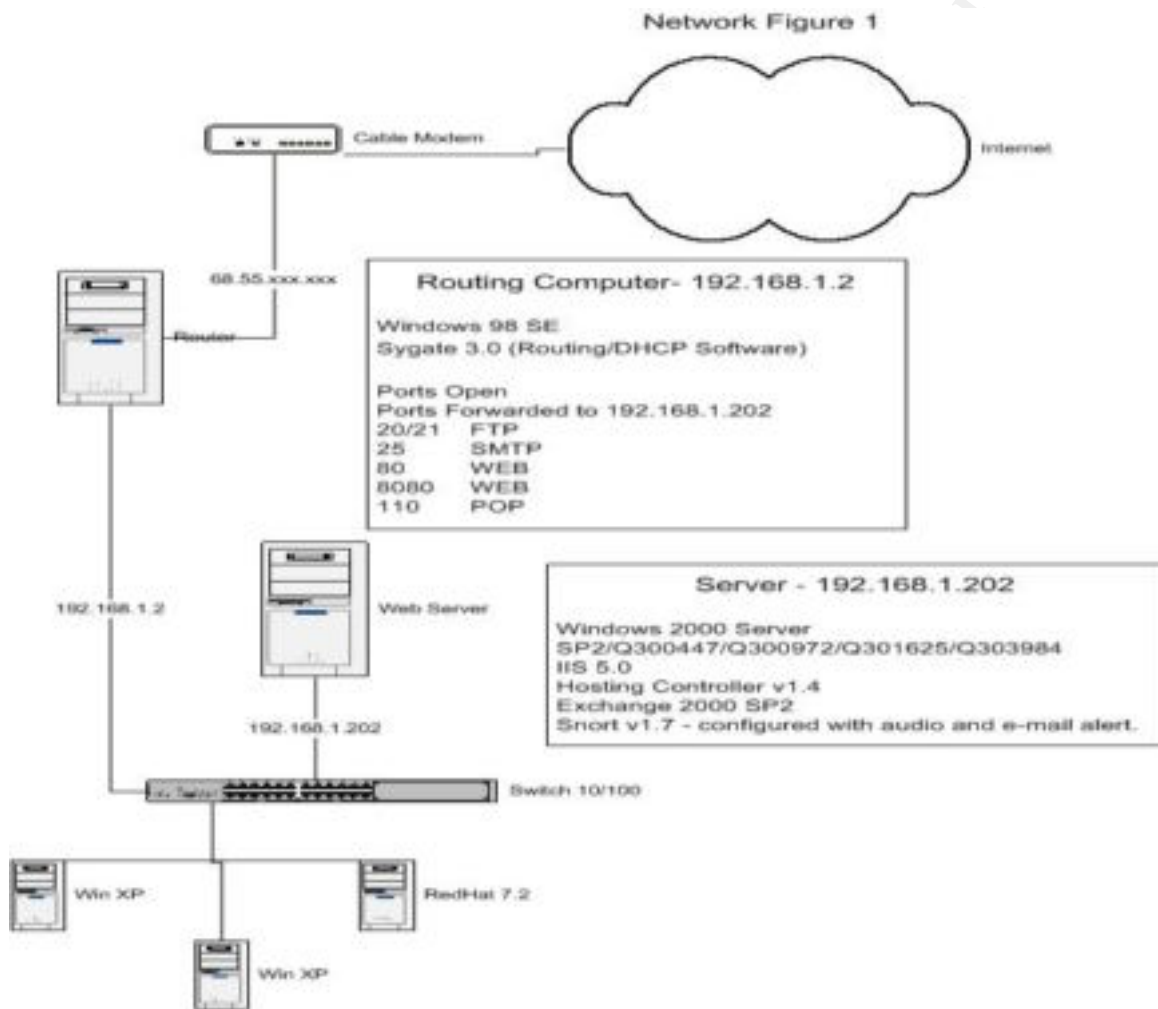 Network Figure 1
Cable Modem
Internet
68.55.xxx.xxx
Router
Routing Computer- 192.168.1.2
Windows 98 SE
Sygate 3.0 (Routing/DHCP Software)
Ports Open
Ports Forwarded to 192.168.1.202
20/21 FTP
25 SMTP
80 WEB
8080 WEB
110 POP
192.168.1.2
Web Server
Server - 192.168.1.202
Windows 2000 Server
SP2/Q300447/Q300972/Q301625/Q303984
IIS 5.0
Hosting Controller v1.4
Exchange 2000 SP2
Snort v1.7 - configured with audio and e-mail alert.
192.168.1.202
Switch 10/100
Win XP
RedHat 7.2
Win XP